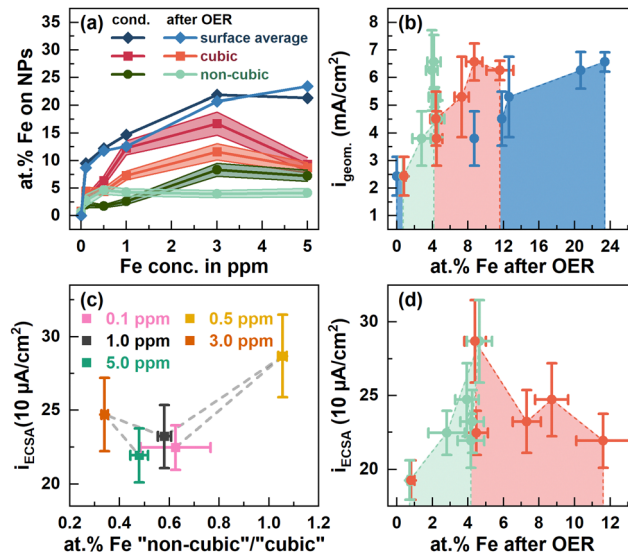 (a) cond. after OER
surface average
cubic
non-cubic
at.% Fe on NPs
35
30
25
20
15
10
5
0
0 1 2 3 4 5
Fe conc. in ppm
(b)
i geom. (mA/cm²)
8
7
6
5
4
3
2
1
0 4 8 12 16 20 24
at.% Fe after OER
(c)
0.1 ppm 0.5 ppm
1.0 ppm 3.0 ppm
5.0 ppm
iECSA(10 µA/cm²)
30
25
20
0.2 0.4 0.6 0.8 1.0 1.2
at.% Fe "non-cubic"/"cubic"
(d)
iECSA (10 µA/cm²)
30
25
20
0 2 4 6 8 10 12 14
at.% Fe after OER